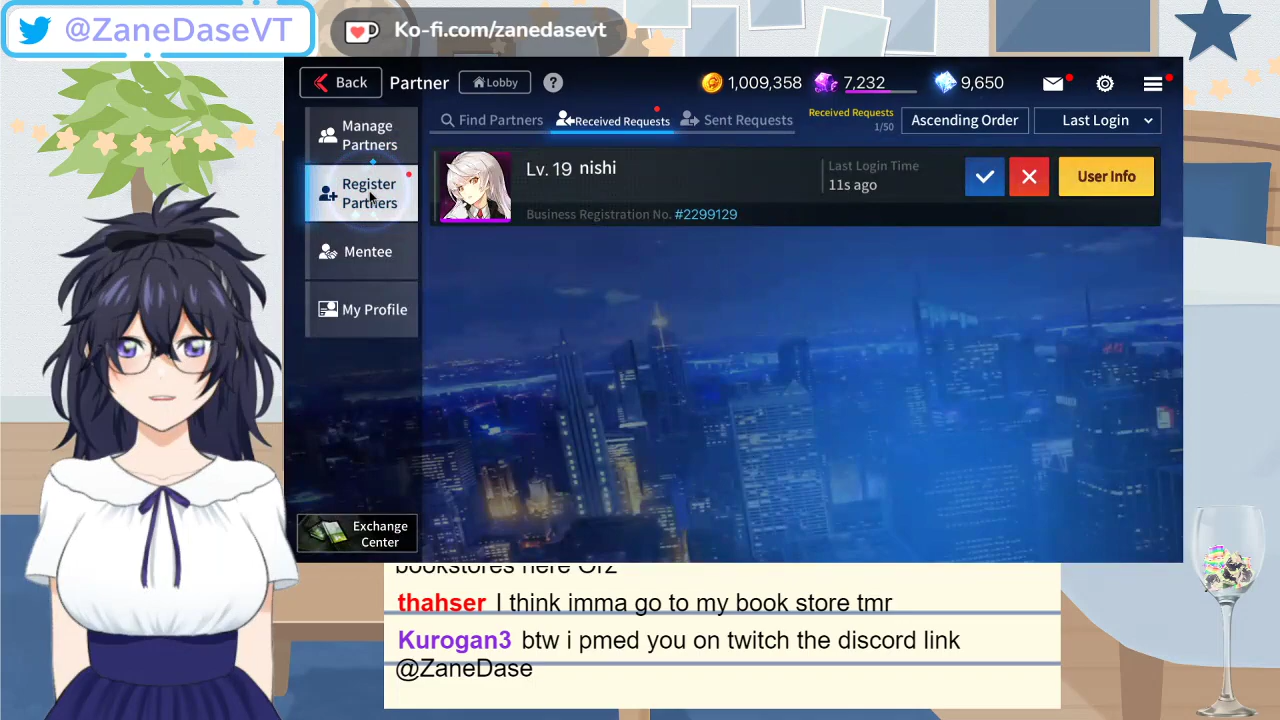 @ZaneDaseVT
Ko-fi.com/zanedasevt
Back
Partner
Lobby
?
1,009,358
7,232
9,650
Manage
Partners
Register
Partners
Mentee
My Profile
Exchange
Center
Find Partners
Received Requests
Sent Requests
Received Requests
1/50
Ascending Order
Last Login
Lv. 19 nishi
Last Login Time
11s ago
User Info
Business Registration No. #2299129
bookstores here Orz
thahser I think imma go to my book store tmr
Kurogan3 btw i pmed you on twitch the discord link
@ZaneDase